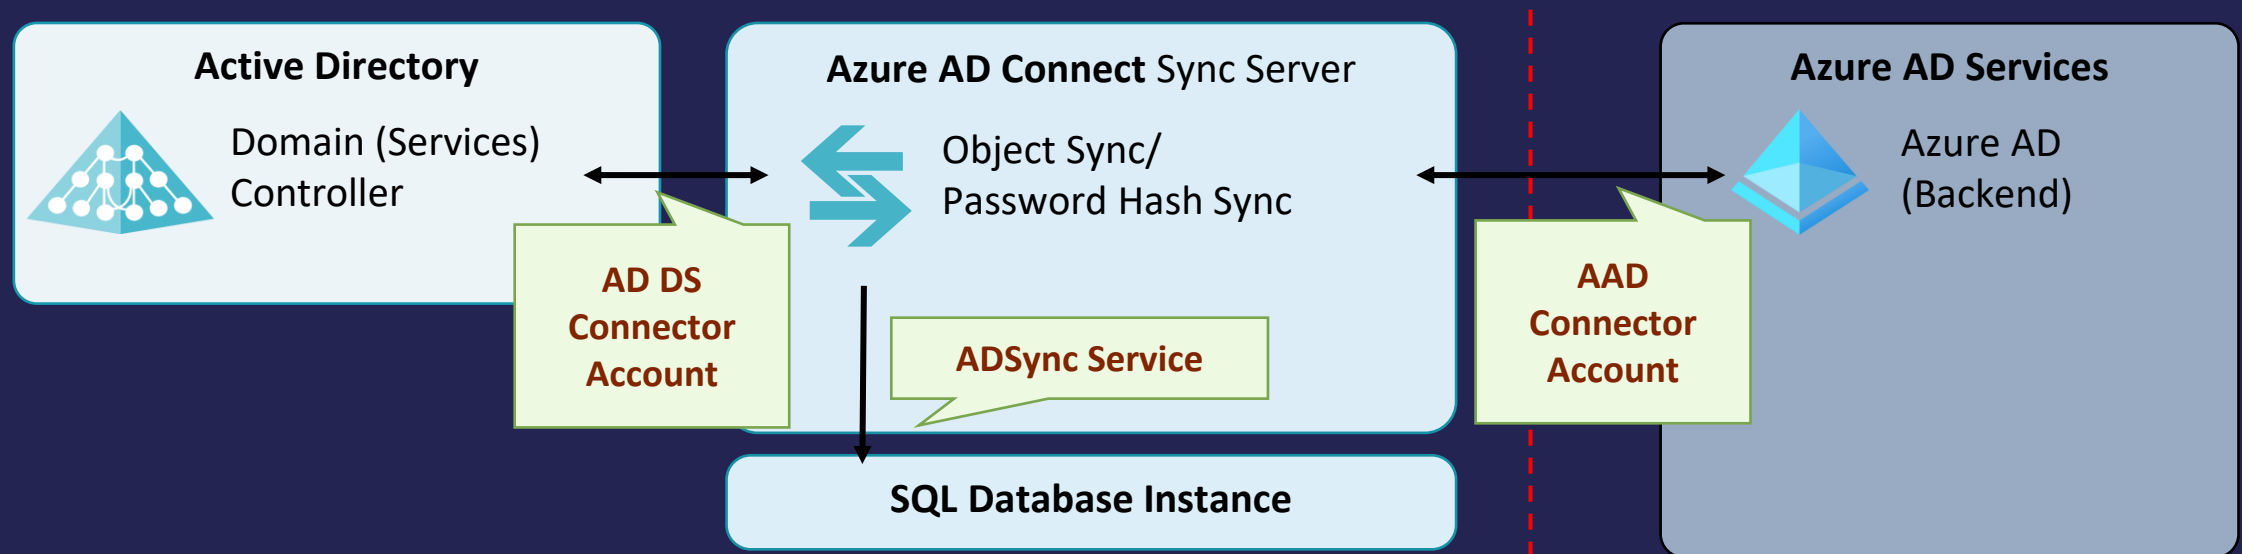 Active Directory
Domain (Services)
Controller
AD DS
Connector
Account
Azure AD Connect Sync Server
Object Sync/
Password Hash Sync
ADSync Service
SQL Database Instance
AAD
Connector
Account
Azure AD Services
Azure AD
(Backend)